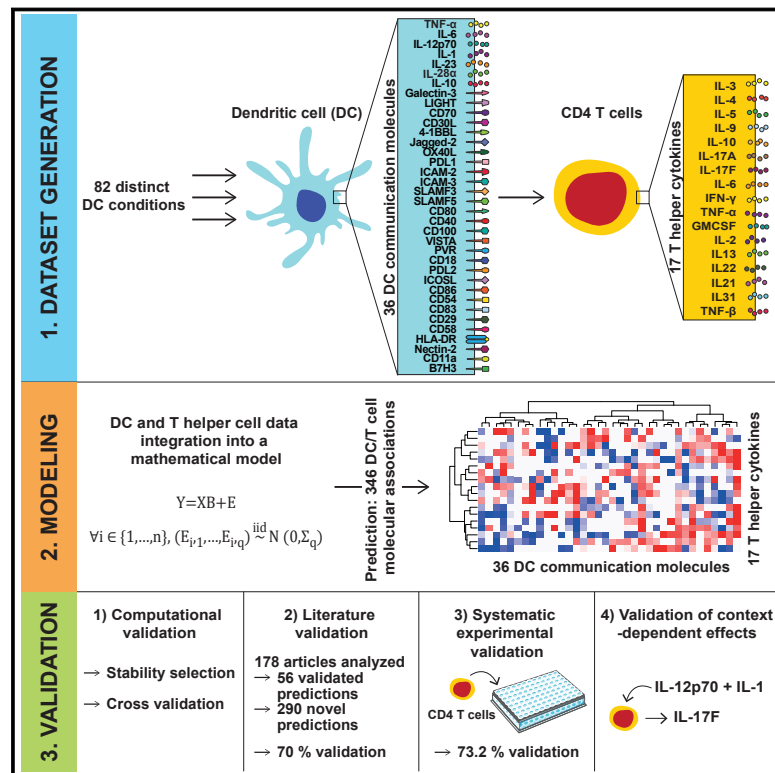 1. DATASET GENERATION
82 distinct
DC conditions
Dendritic cell (DC)
36 DC communication molecules
TNF-α
IL-6
IL-12p70
IL-1
IL-23
IL-28α
IL-10
Galectin-3
LIGHT
CD70
CD30L
4-1BBL
Jagged-2
OX40L
PDL1
ICAM-2
ICAM-3
SLAMF3
SLAMF5
CD80
CD40
CD100
VISTA
PVR
CD18
PDL2
ICOSL
CD86
CD54
CD83
CD29
CD58
HLA-DR
Nectin-2
CD11a
B7H3
CD4 T cells
17 T helper cytokines
IL-3
IL-4
IL-5
IL-9
IL-10
IL-17A
IL-17F
IL-6
IFN-γ
TNF-α
GMCSF
IL-2
IL13
IL22
IL21
IL31
TNF-β
2. MODELING
DC and T helper cell data
integration into a
mathematical model
Y=XB+E
∀i ∈ {1,...,n}, (Ei,1,...,Ei,q) iid ~ N (0,Σq)
Prediction: 346 DC/T cell
molecular associations
36 DC communication molecules
17 T helper cytokines
3. VALIDATION
1) Computational
validation
→ Stability selection
→ Cross validation
2) Literature
validation
178 articles analyzed
→ 56 validated
predictions
→ 290 novel
predictions
→ 70 % validation
3) Systematic
experimental
validation
CD4 T cells
→ 73.2 % validation
4) Validation of context
-dependent effects
IL-12p70 + IL-1
→ IL-17F